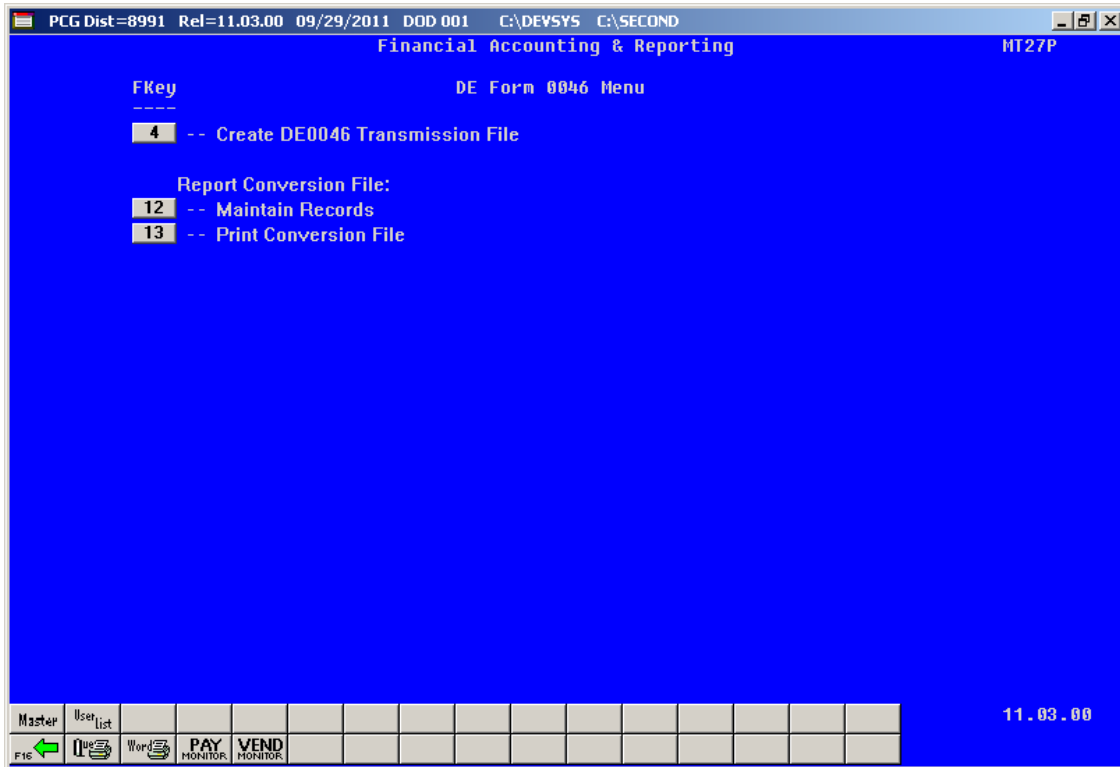 PCG Dist=8991 Rel=11.03.00 09/29/2011 DOD 001 C:\DEVSYS C:\SECOND
Financial Accounting & Reporting MT27P
FKey DE Form 0046 Menu
----
4 -- Create DE0046 Transmission File
Report Conversion File:
12 -- Maintain Records
13 -- Print Conversion File
Master User List 11.03.00
F16 Que Word PAY MONITOR VEND MONITOR